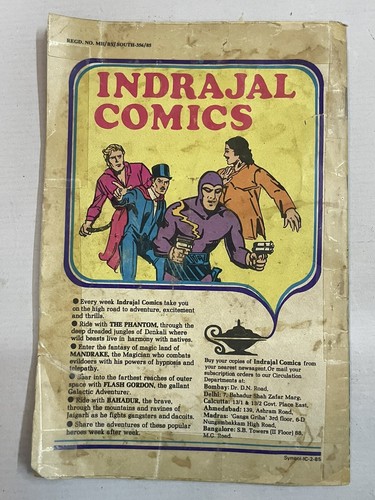 REGD. NO. MH/BYJ SOUTH-356/85
INDRAJAL
COMICS
● Every week Indrajal Comics take you
on the high road to adventure, excitement
and thrills.
● Ride with THE PHANTOM, through the
deep dreaded jungles of Denkali where
wild beasts live in harmony with natives.
● Enter the fantasy of magic land of
MANDRAKE, the Magician who combats
evildoers with his powers of hypnosis and
telepathy.
into the farthest reaches of outer
space with FLASH GORDON, the gallant
Galactic Adventurer.
● Ride with BAHADUR, the brave,
through the mountains and ravines of
Jaigarh as he fights gangsters and dacoits.
● Share the adventures of these popular
heroes week after week.
Buy your copies of Indrajal Comics from
your nearest newsagent.Or mail your
subscription orders to our Circulation
Departments at:
Bombay: Dr. D.N. Road,
Delhi: 7, Bahadur Shah Zafar Marg,
Calcutta: 13/1 & 13/2 Govt. Place East,
Ahmedabad: 139, Ashram Road,
Madras: 'Ganga Griha' 3rd floor, 6-D
Nungambakkam High Road,
Bangalore: S.B. Towers (II Floor) 88,
M.G. Road.